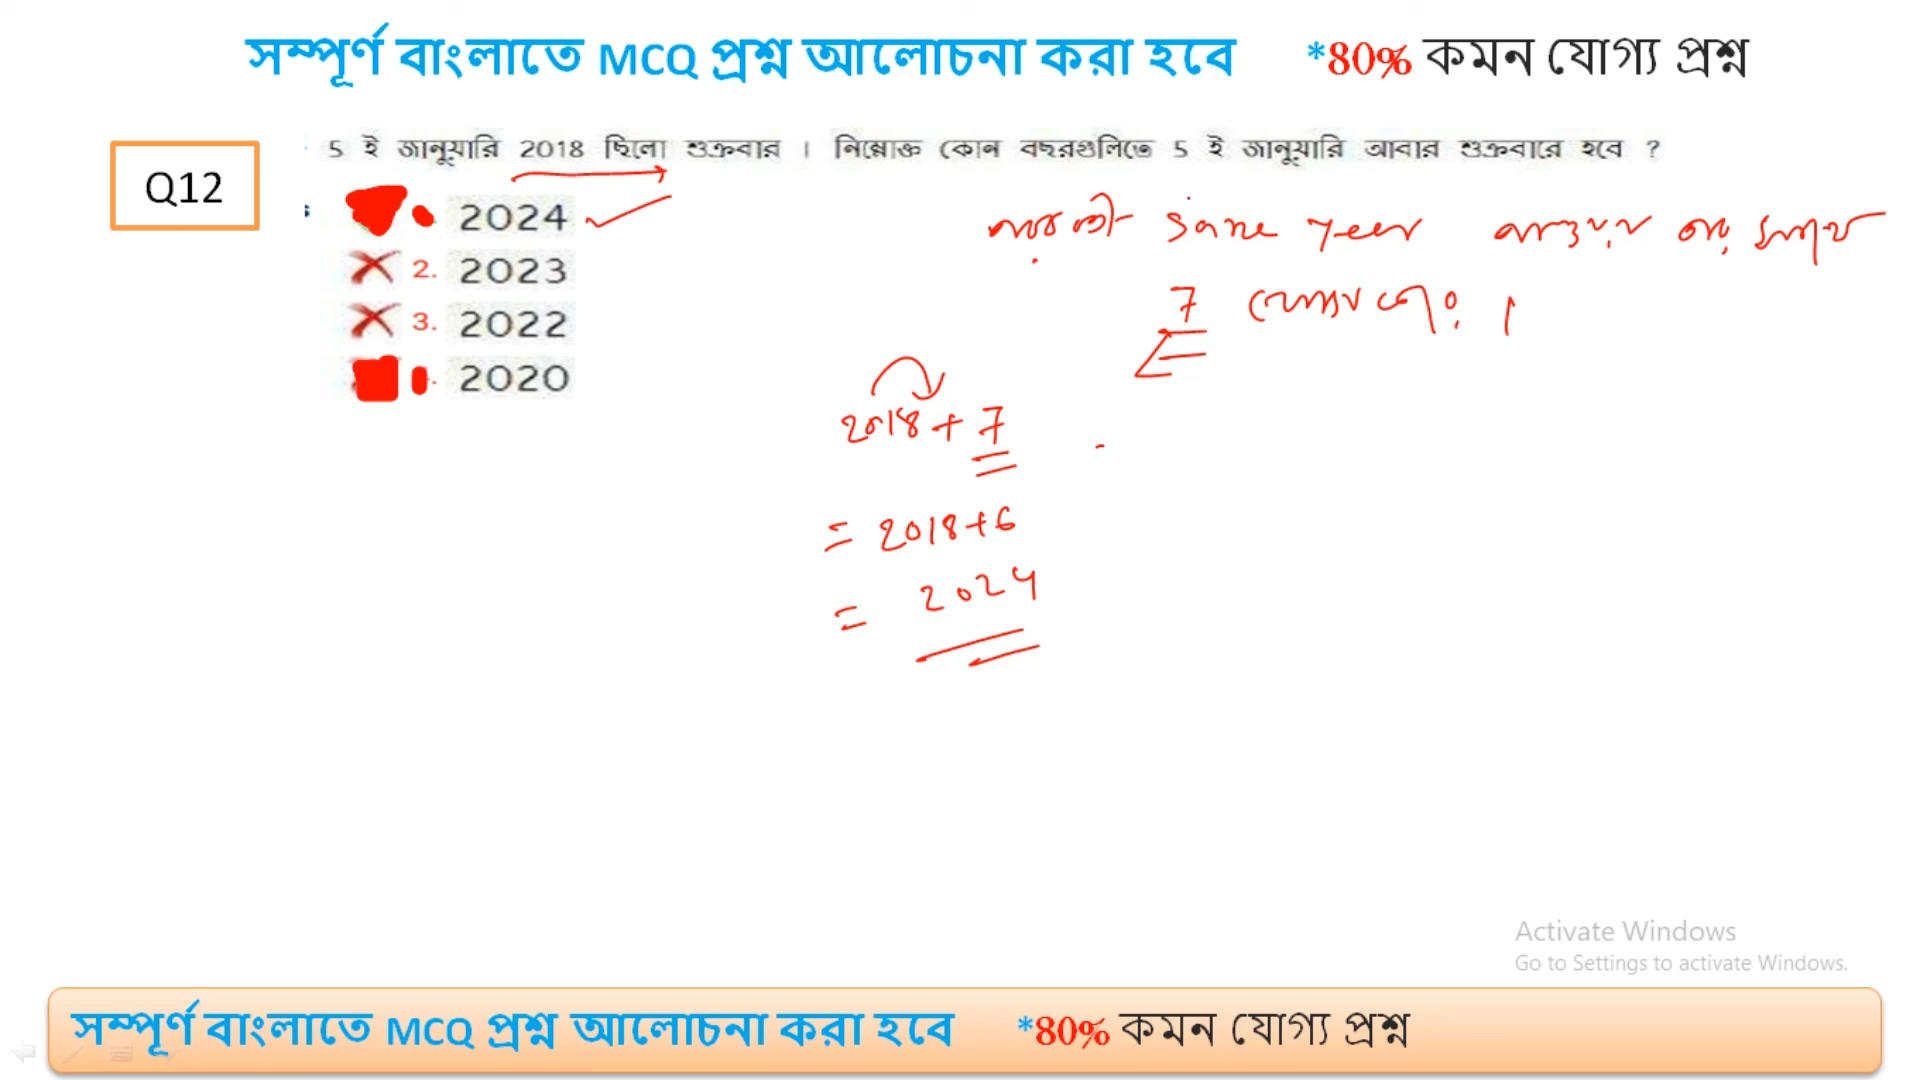 সম্পূর্ণ বাংলাতে MCQ প্রশ্ন আলোচনা করা হবে *80% কমন যোগ্য প্রশ্ন
Q12
5 ই জানুয়ারি 2018 ছিলো শুক্রবার । নিম্নোক্ত কোন বছরগুলিতে 5 ই জানুয়ারি আবার শুক্রবারে হবে ?
2024
2. 2023
3. 2022
2020
same year
7
2018 + 7
= 2018+6
= 2024
Activate Windows
Go to Settings to activate Windows.
সম্পূর্ণ বাংলাতে MCQ প্রশ্ন আলোচনা করা হবে *80% কমন যোগ্য প্রশ্ন